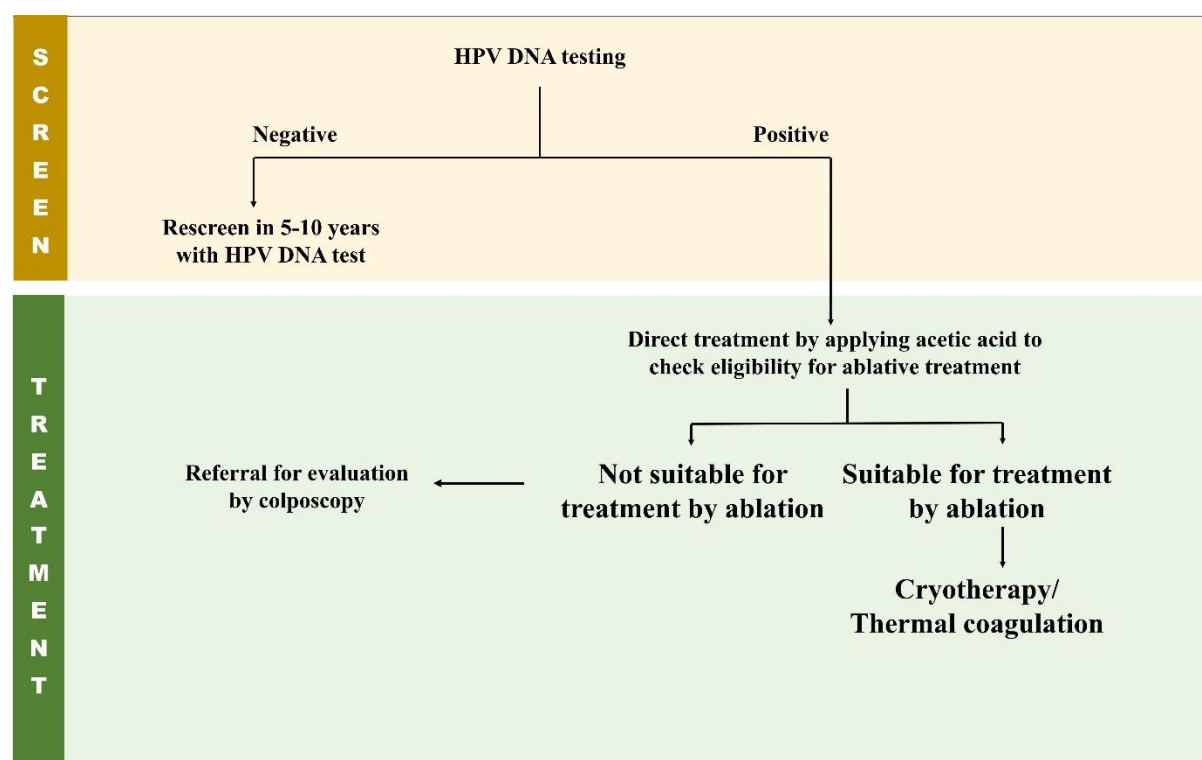 SCREEN
HPV DNA testing
Negative
Positive
Rescreen in 5-10 years
with HPV DNA test
TREATMENT
Direct treatment by applying acetic acid to
check eligibility for ablative treatment
Referral for evaluation
by colposcopy
Not suitable for
treatment by ablation
Suitable for treatment
by ablation
Cryotherapy/
Thermal coagulation